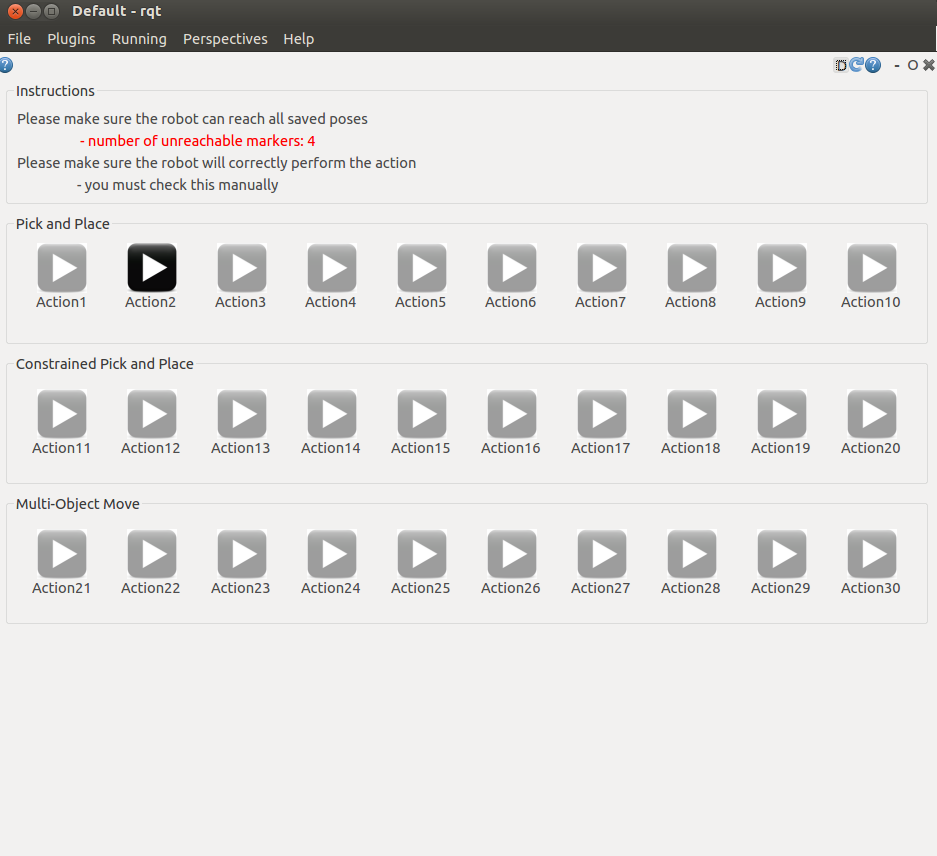 Default - rqt
File Plugins Running Perspectives Help
? D C ? - O ✖
Instructions
Please make sure the robot can reach all saved poses
- number of unreachable markers: 4
Please make sure the robot will correctly perform the action
- you must check this manually
Pick and Place
Action1 Action2 Action3 Action4 Action5 Action6 Action7 Action8 Action9 Action10
Constrained Pick and Place
Action11 Action12 Action13 Action14 Action15 Action16 Action17 Action18 Action19 Action20
Multi-Object Move
Action21 Action22 Action23 Action24 Action25 Action26 Action27 Action28 Action29 Action30